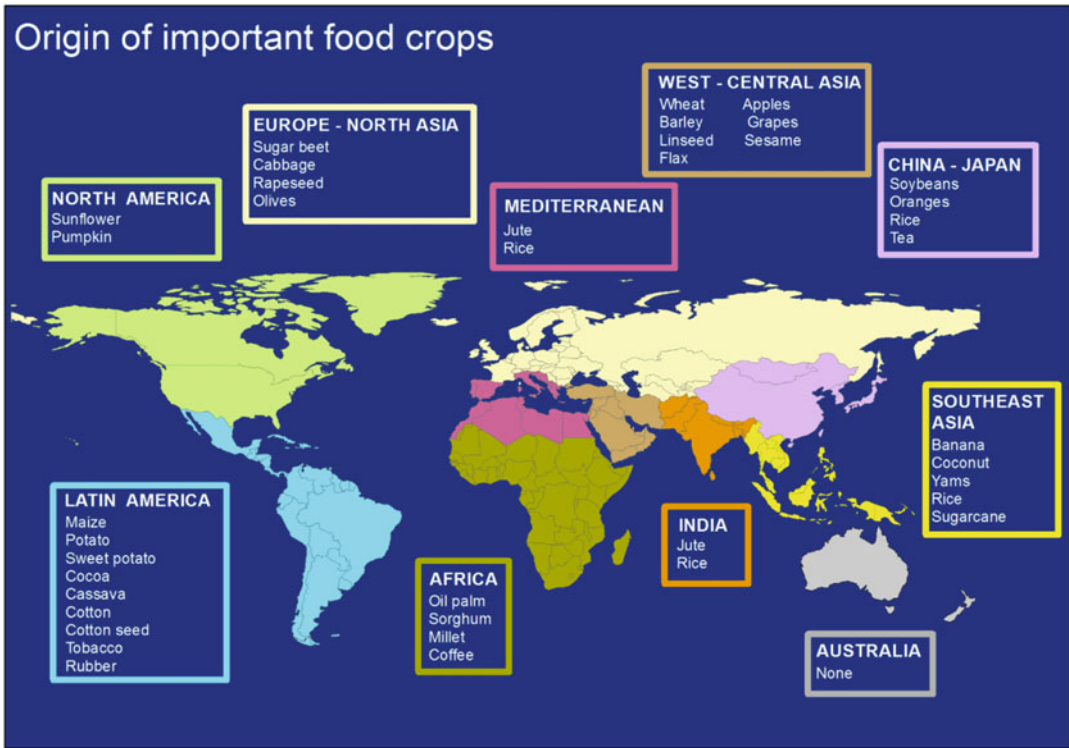 Origin of important food crops
WEST - CENTRAL ASIA
Wheat Apples
Barley Grapes
Linseed Sesame
Flax
EUROPE - NORTH ASIA
Sugar beet
Cabbage
Rapeseed
Olives
CHINA - JAPAN
Soybeans
Oranges
Rice
Tea
NORTH AMERICA
Sunflower
Pumpkin
MEDITERRANEAN
Jute
Rice
SOUTHEAST
ASIA
Banana
Coconut
Yams
Rice
Sugarcane
LATIN AMERICA
Maize
Potato
Sweet potato
Cocoa
Cassava
Cotton
Cotton seed
Tobacco
Rubber
INDIA
Jute
Rice
AFRICA
Oil palm
Sorghum
Millet
Coffee
AUSTRALIA
None